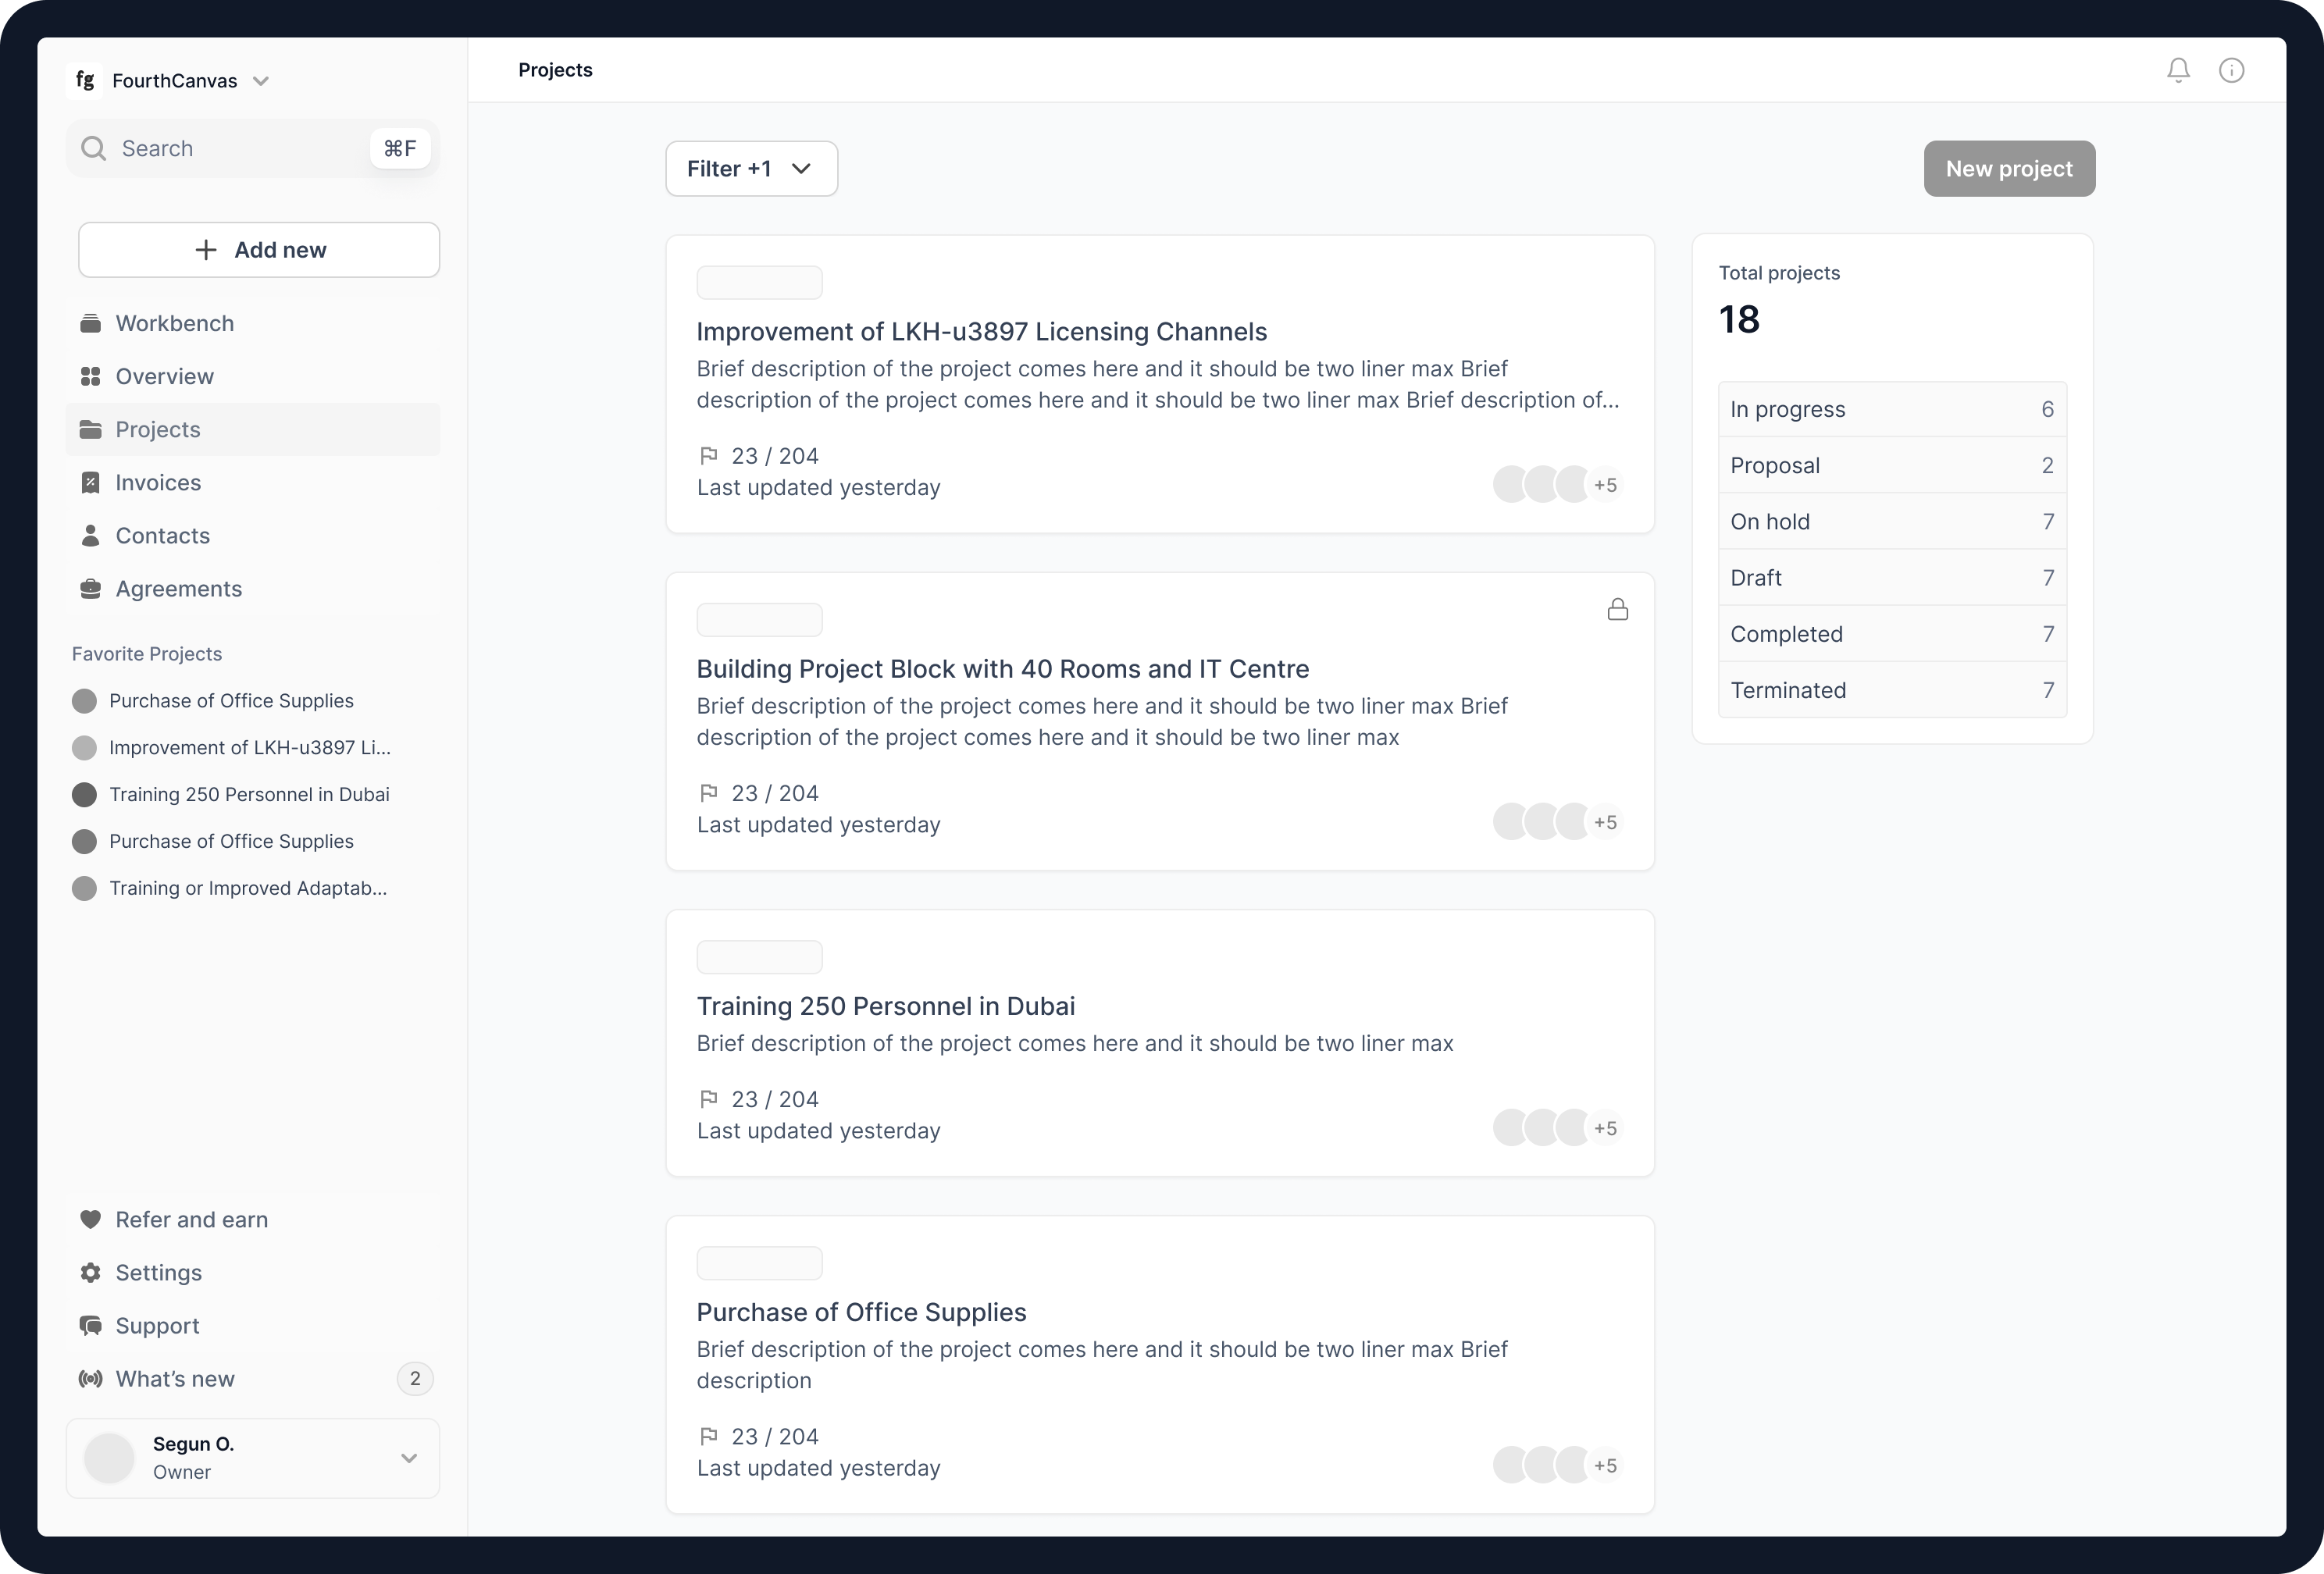 fg FourthCanvas
Search ⌘F
Add new
Workbench
Overview
Projects
Invoices
Contacts
Agreements
Favorite Projects
Purchase of Office Supplies
Improvement of LKH-u3897 Li...
Training 250 Personnel in Dubai
Purchase of Office Supplies
Training or Improved Adaptab...
Refer and earn
Settings
Support
What’s new 2
Segun O.
Owner
Projects
Filter +1
New project
Improvement of LKH-u3897 Licensing Channels
Brief description of the project comes here and it should be two liner max Brief
description of the project comes here and it should be two liner max Brief description of...
23 / 204
Last updated yesterday
+5
Building Project Block with 40 Rooms and IT Centre
Brief description of the project comes here and it should be two liner max Brief
description of the project comes here and it should be two liner max
23 / 204
Last updated yesterday
+5
Training 250 Personnel in Dubai
Brief description of the project comes here and it should be two liner max
23 / 204
Last updated yesterday
+5
Purchase of Office Supplies
Brief description of the project comes here and it should be two liner max Brief
description
23 / 204
Last updated yesterday
+5
Total projects
18
In progress 6
Proposal 2
On hold 7
Draft 7
Completed 7
Terminated 7